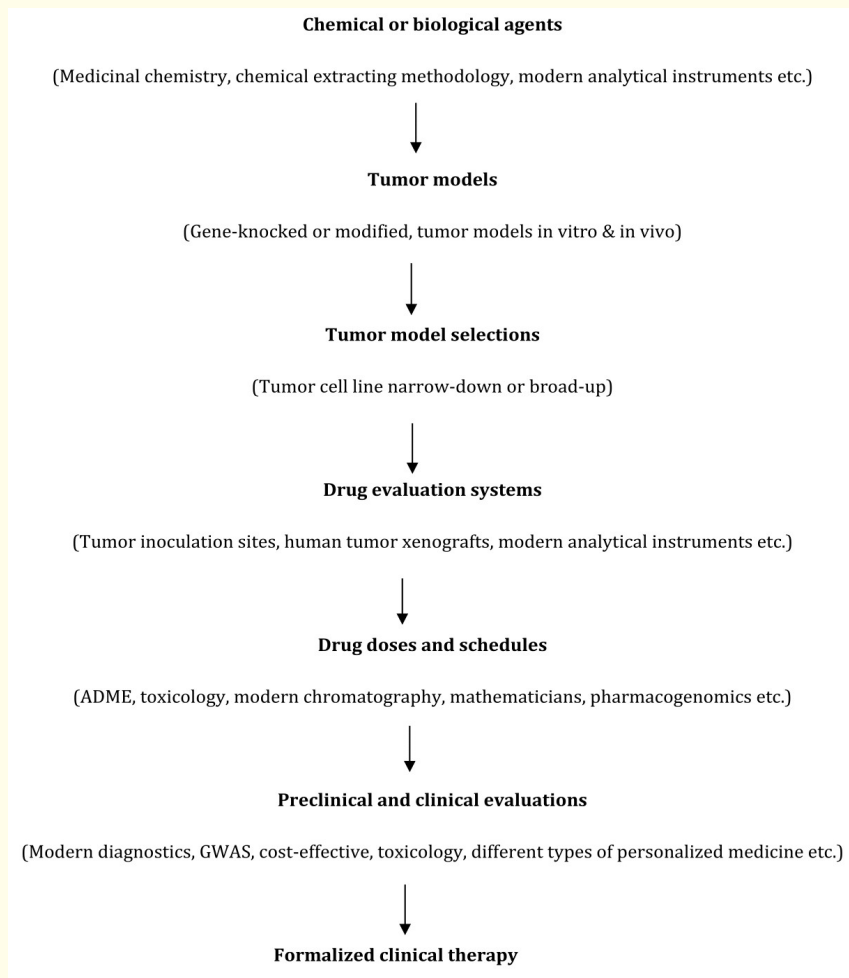 Chemical or biological agents
(Medicinal chemistry, chemical extracting methodology, modern analytical instruments etc.)
Tumor models
(Gene-knocked or modified, tumor models in vitro & in vivo)
Tumor model selections
(Tumor cell line narrow-down or broad-up)
Drug evaluation systems
(Tumor inoculation sites, human tumor xenografts, modern analytical instruments etc.)
Drug doses and schedules
(ADME, toxicology, modern chromatography, mathematicians, pharmacogenomics etc.)
Preclinical and clinical evaluations
(Modern diagnostics, GWAS, cost-effective, toxicology, different types of personalized medicine etc.)
Formalized clinical therapy